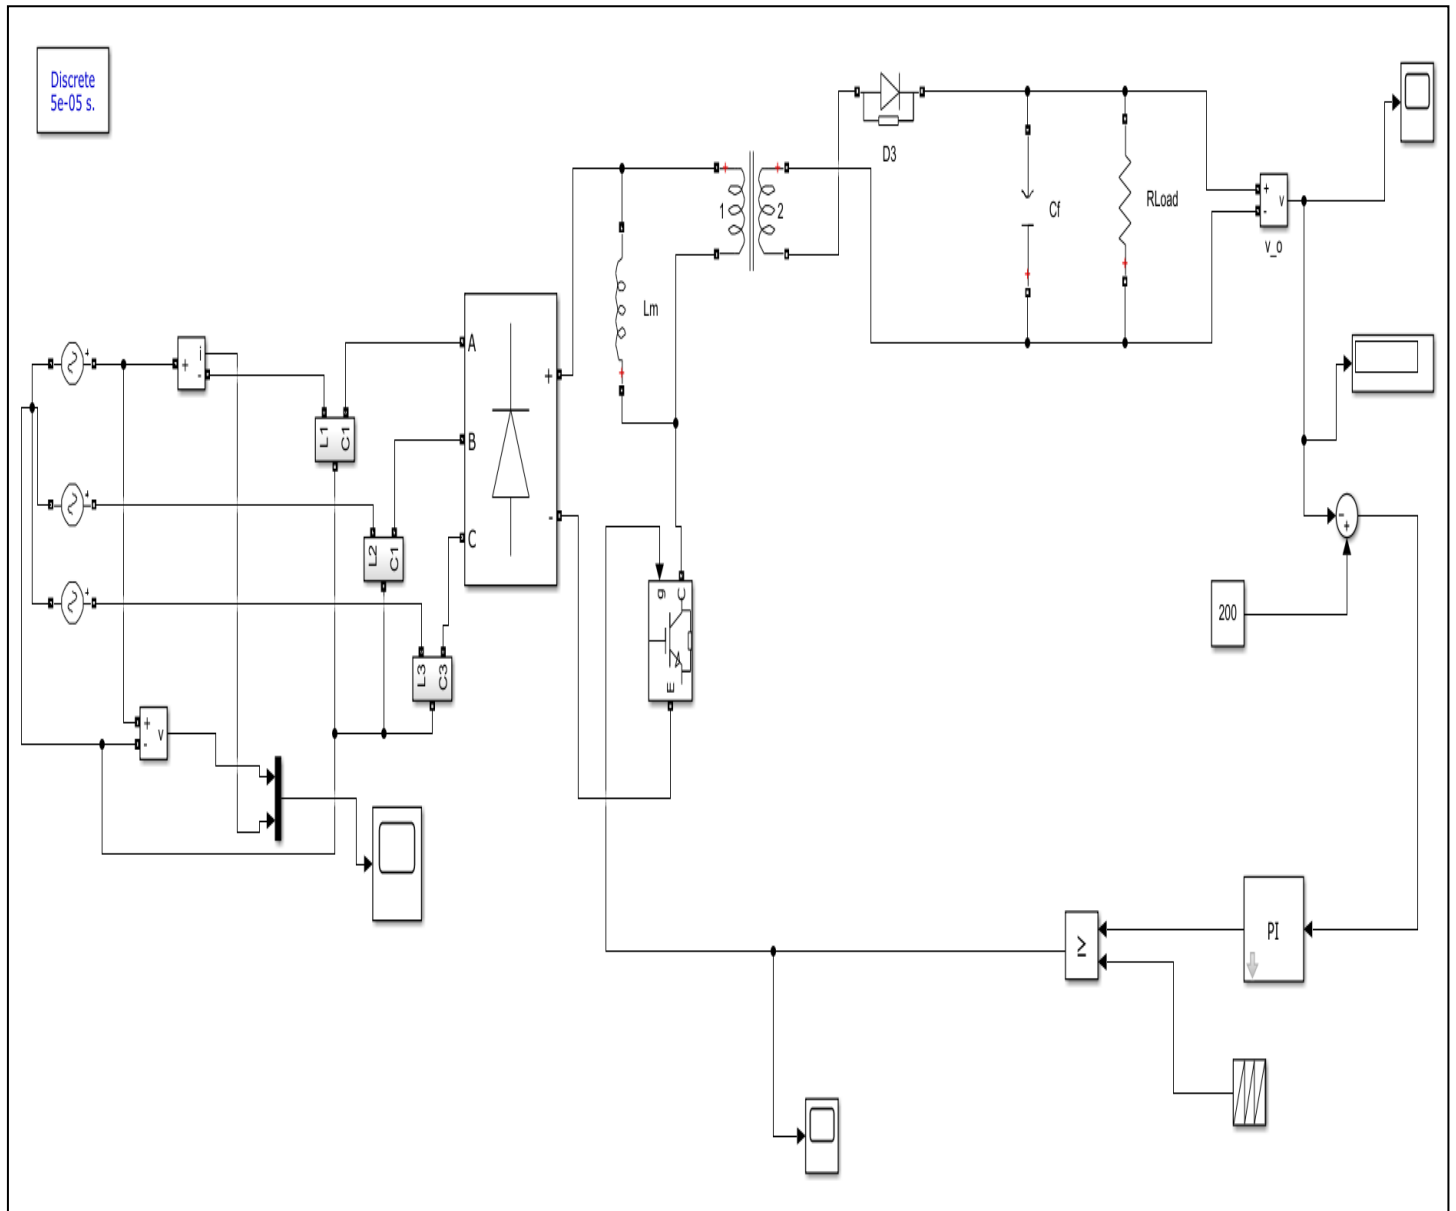 Discrete
5e-05 s.
D3
+
+
1
2
Cf
RLoad
+
-
v
v_o
Lm
+
A
B
C
+
-
i
+
-
L1
C1
L2
C1
L3
C3
g
C
E
-
+
200
+
-
v
≥
PI